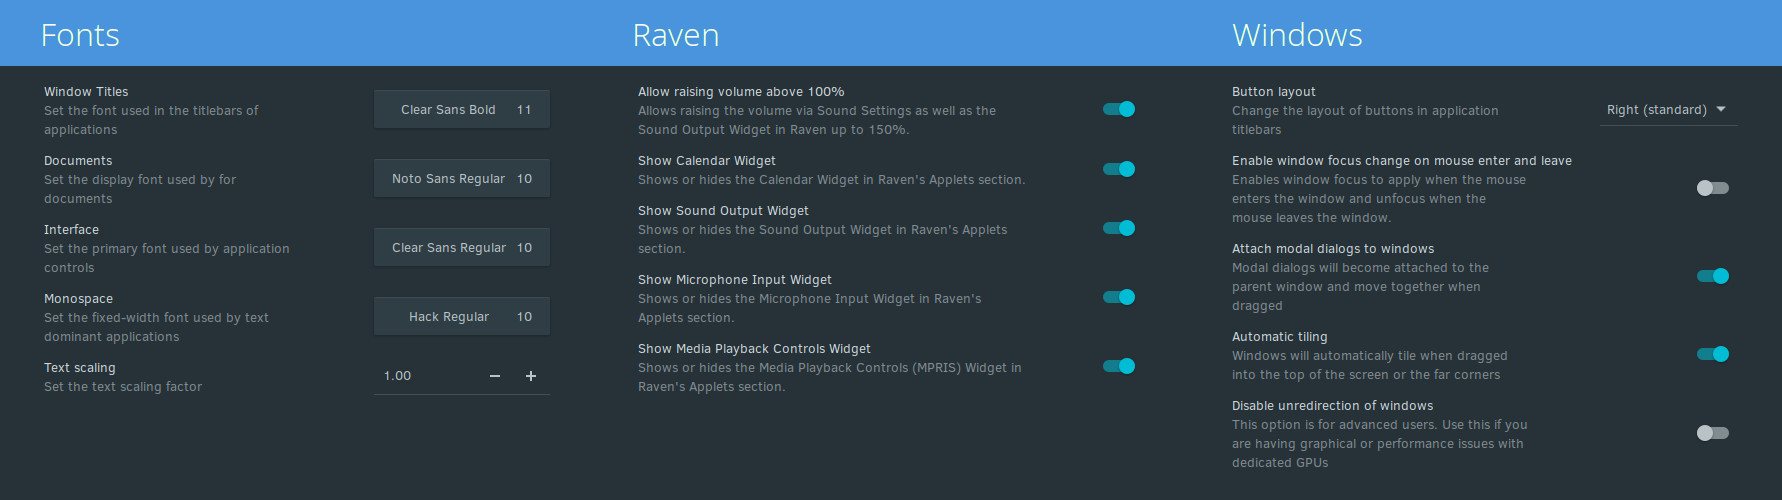 Fonts
Window Titles
Set the font used in the titlebars of
applications
Clear Sans Bold 11
Documents
Set the display font used by for
documents
Noto Sans Regular 10
Interface
Set the primary font used by application
controls
Clear Sans Regular 10
Monospace
Set the fixed-width font used by text
dominant applications
Hack Regular 10
Text scaling
Set the text scaling factor
1.00 − +
Raven
Allow raising volume above 100%
Allows raising the volume via Sound Settings as well as the
Sound Output Widget in Raven up to 150%.
Show Calendar Widget
Shows or hides the Calendar Widget in Raven's Applets section.
Show Sound Output Widget
Shows or hides the Sound Output Widget in Raven's Applets
section.
Show Microphone Input Widget
Shows or hides the Microphone Input Widget in Raven's
Applets section.
Show Media Playback Controls Widget
Shows or hides the Media Playback Controls (MPRIS) Widget in
Raven's Applets section.
Windows
Button layout
Change the layout of buttons in application
titlebars
Right (standard)
Enable window focus change on mouse enter and leave
Enables window focus to apply when the mouse
enters the window and unfocus when the
mouse leaves the window.
Attach modal dialogs to windows
Modal dialogs will become attached to the
parent window and move together when
dragged
Automatic tiling
Windows will automatically tile when dragged
into the top of the screen or the far corners
Disable unredirection of windows
This option is for advanced users. Use this if you
are having graphical or performance issues with
dedicated GPUs